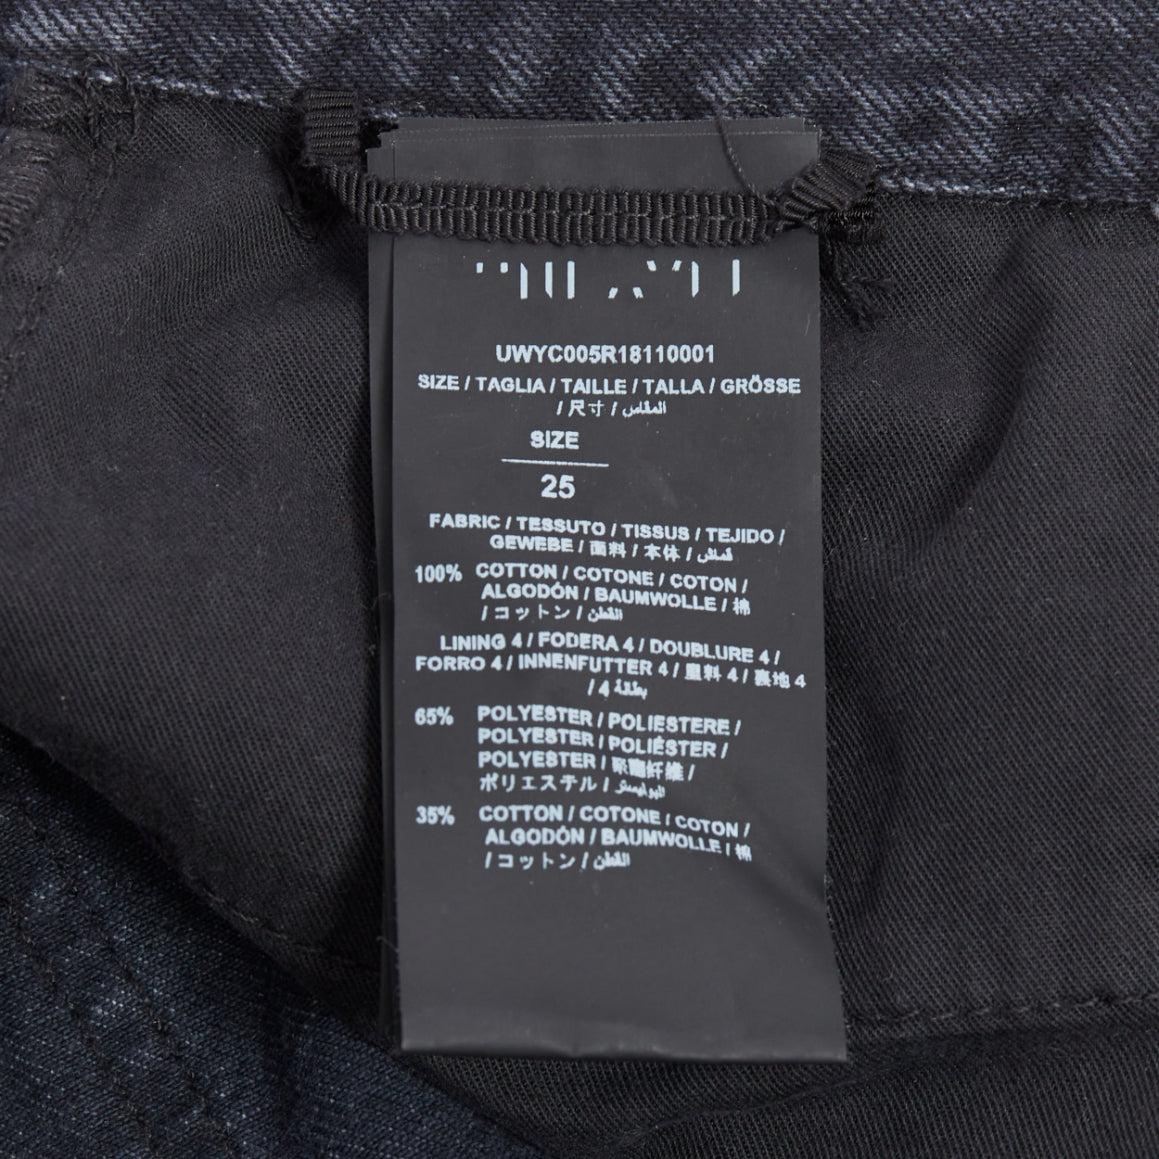 UWYC005R18110001
SIZE / TAGLIA / TAILLE / TALLA / GRÖSSE
/ 尺寸 / المقاس
SIZE
25
FABRIC / TESSUTO / TISSUS / TEJIDO /
GEWEBE / 面料 / 本体 / قماش
100% COTTON / COTONE / COTON /
ALGODÓN / BAUMWOLLE / 棉
/ コットン / القطن
LINING 4 / FODERA 4 / DOUBLURE 4 /
FORRO 4 / INNENFUTTER 4 / 里料 4 / 裏地 4
/ 4 بطانة
65% POLYESTER / POLIESTERE /
POLYESTER / POLIÉSTER /
POLYESTER / 聚酯纤维 /
ポリエステル / البوليستر
35% COTTON / COTONE / COTON /
ALGODÓN / BAUMWOLLE / 棉
/ コットン / القطن